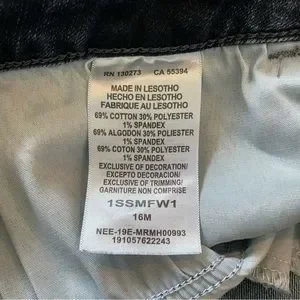 RN 130273 CA 55394
MADE IN LESOTHO
HECHO EN LESOTHO
FABRIQUE AU LESOTHO
69% COTTON 30% POLYESTER
1% SPANDEX
69% ALGODON 30% POLYESTER
1% SPANDEX
69% COTON 30% POLYESTER
1% SPANDEX
EXCLUSIVE OF DECORATION/
EXCEPTO DECORACION/
EXCLUSIVE OF TRIMMING/
GARNITURE NON COMPRISE
1SSMFW1
16M
NEE-19E-MRMH00993
191057622243